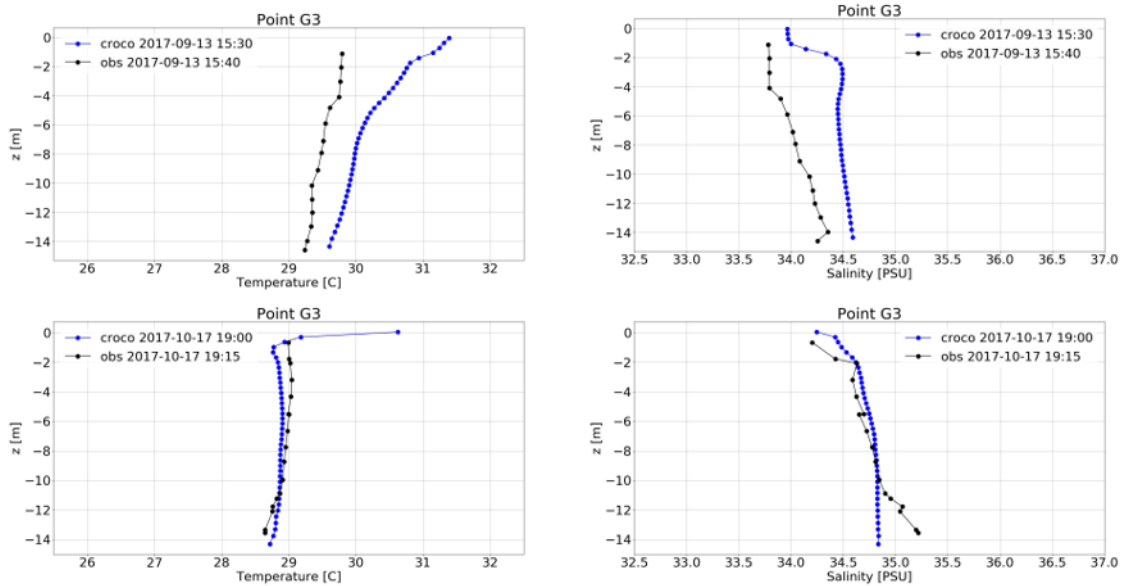 Point G3
croco 2017-09-13 15:30
obs 2017-09-13 15:40
0
−2
−4
−6
−8
−10
−12
−14
z [m]
26 27 28 29 30 31 32
Temperature [C]
Point G3
croco 2017-09-13 15:30
obs 2017-09-13 15:40
0
−2
−4
−6
−8
−10
−12
−14
z [m]
32.5 33.0 33.5 34.0 34.5 35.0 35.5 36.0 36.5 37.0
Salinity [PSU]
Point G3
croco 2017-10-17 19:00
obs 2017-10-17 19:15
0
−2
−4
−6
−8
−10
−12
−14
z [m]
26 27 28 29 30 31 32
Temperature [C]
Point G3
croco 2017-10-17 19:00
obs 2017-10-17 19:15
0
−2
−4
−6
−8
−10
−12
−14
z [m]
32.5 33.0 33.5 34.0 34.5 35.0 35.5 36.0 36.5 37.0
Salinity [PSU]